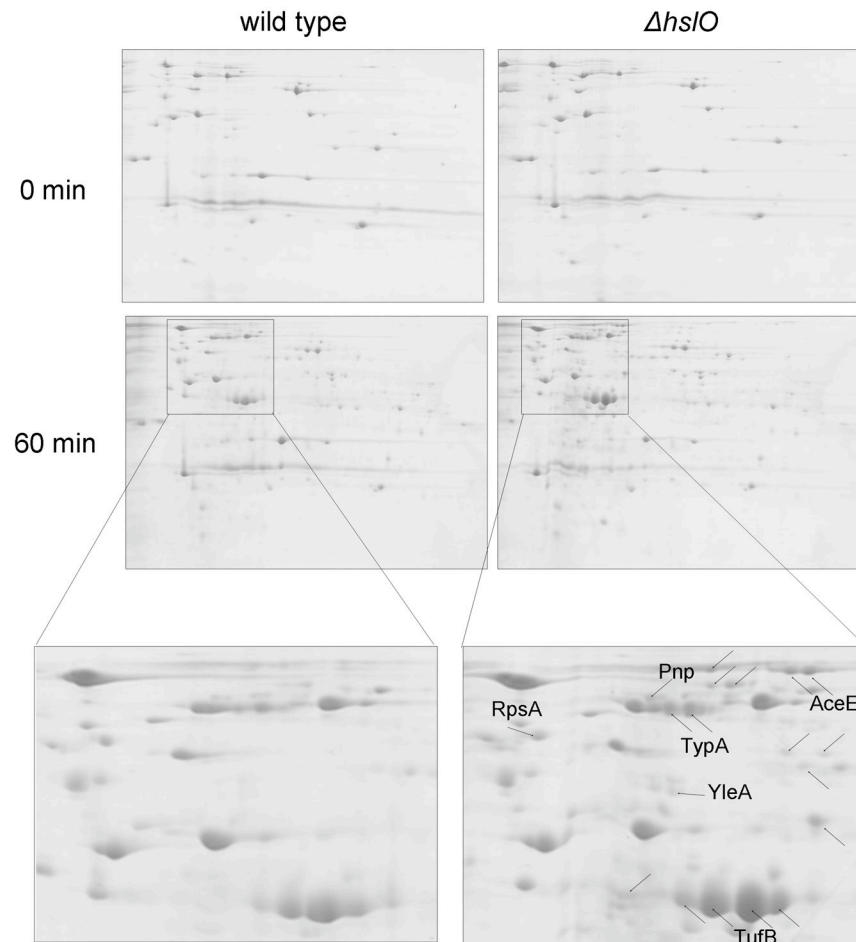 wild type
ΔhslO
0 min
60 min
Pnp
RpsA
AceE
TypA
YleA
TufB